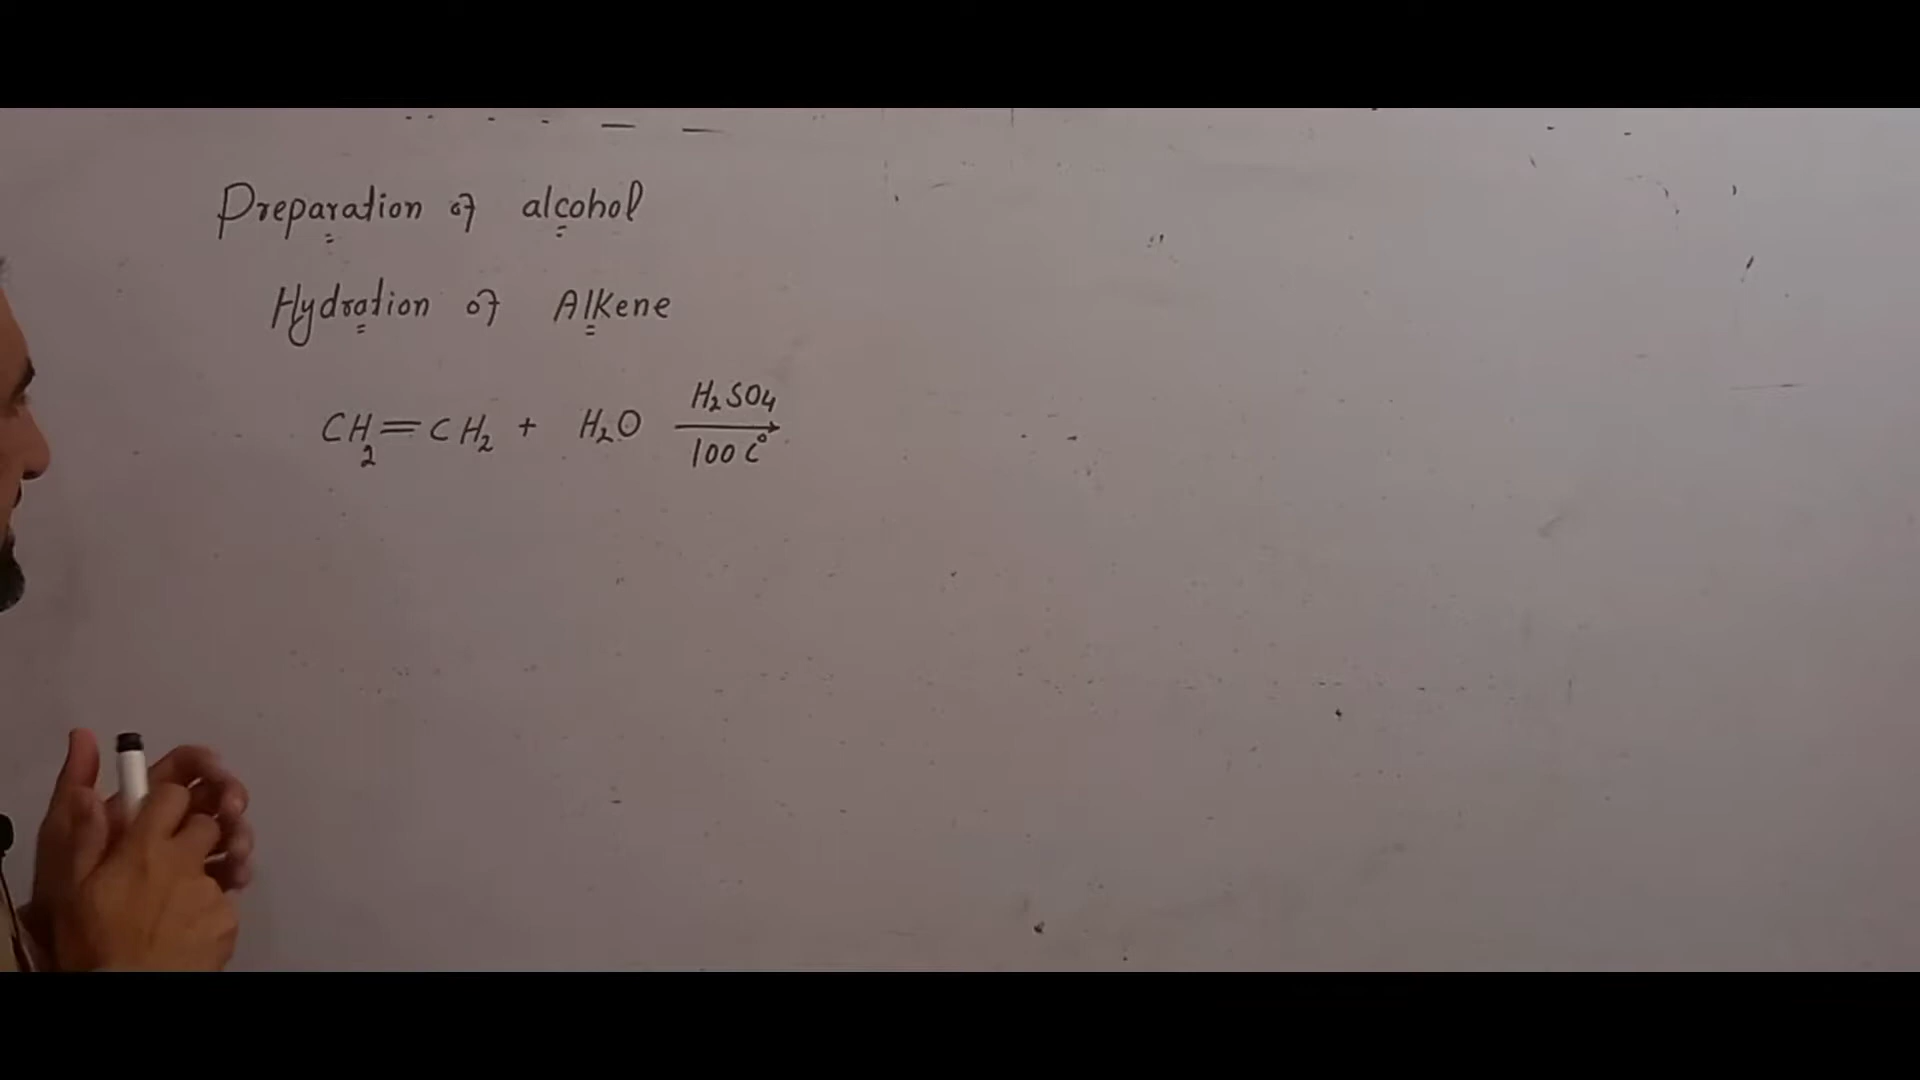 Preparation of alcohol
Hydration of Alkene
CH₂=CH₂ + H₂O H₂SO₄ → 100 C°